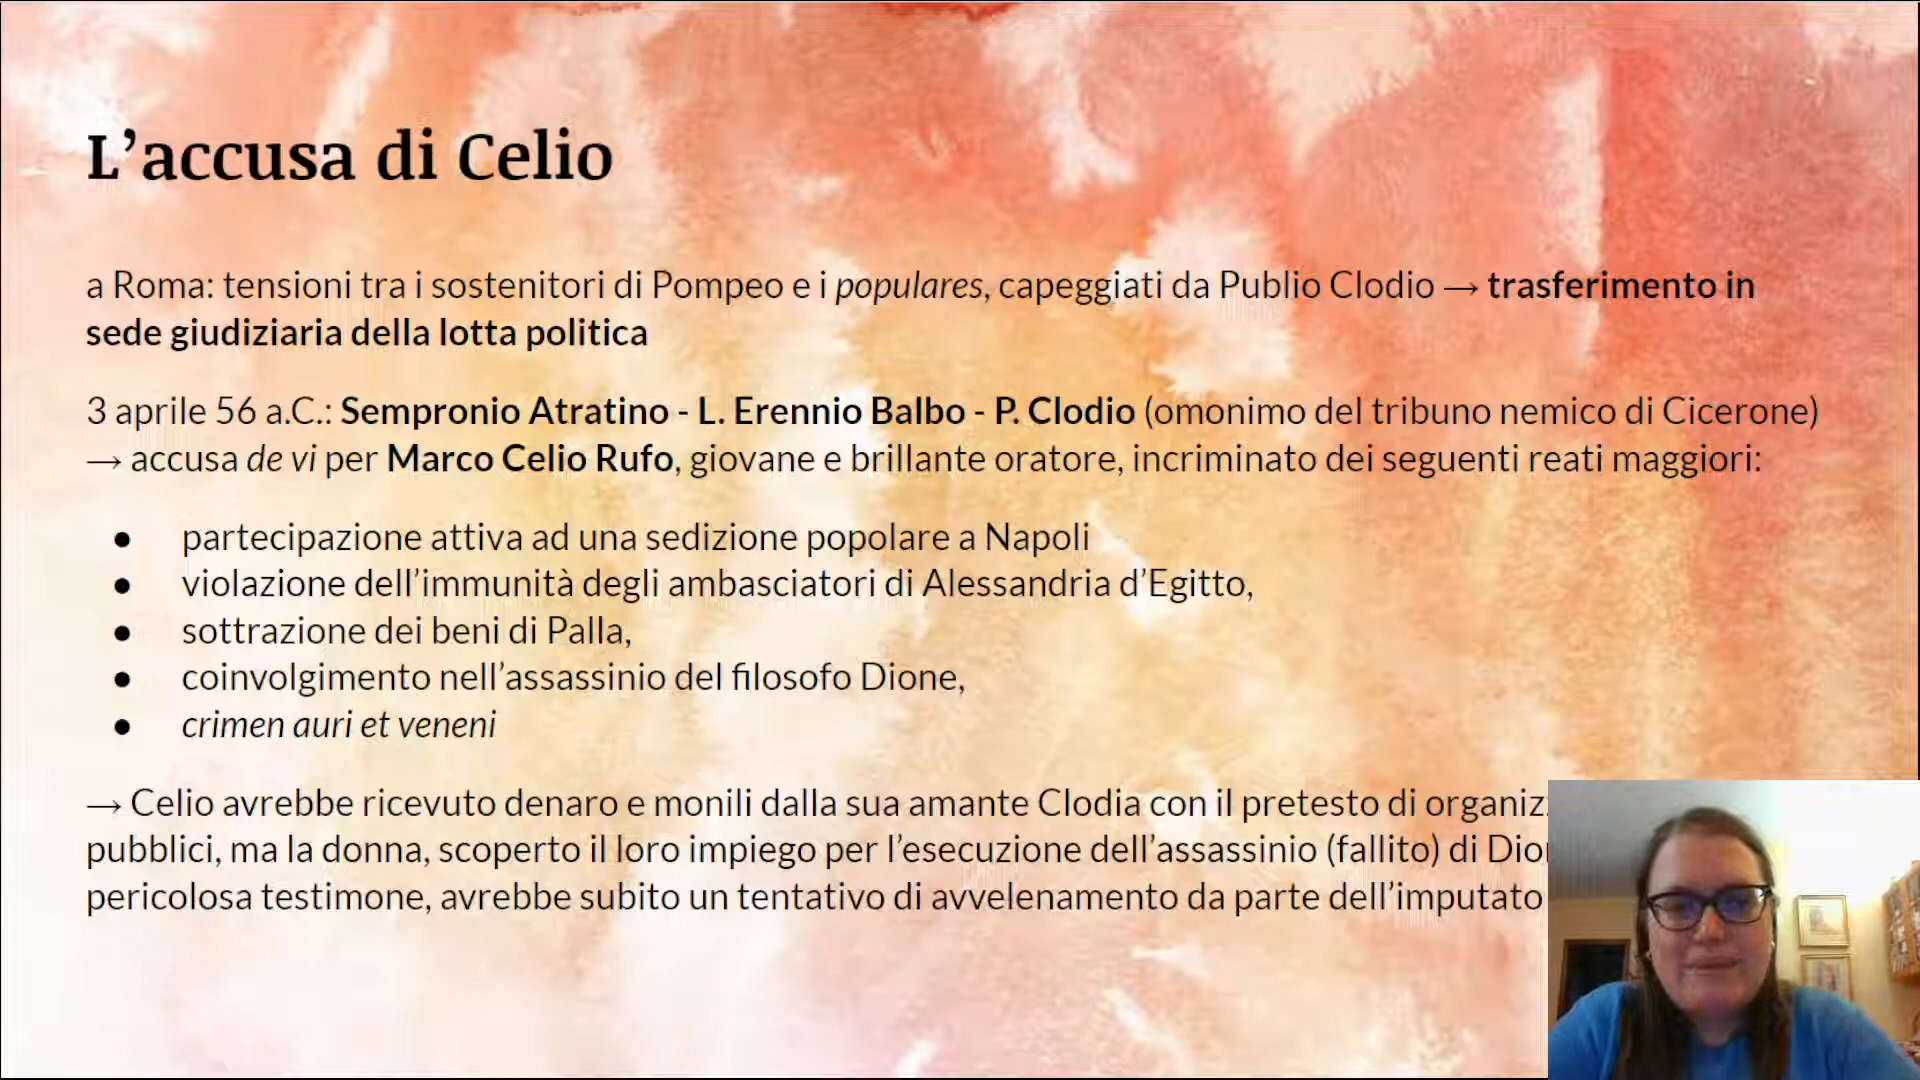 L’accusa di Celio
a Roma: tensioni tra i sostenitori di Pompeo e i populares, capeggiati da Publio Clodio → trasferimento in
sede giudiziaria della lotta politica
3 aprile 56 a.C.: Sempronio Atratino - L. Erennio Balbo - P. Clodio (omonimo del tribuno nemico di Cicerone)
→ accusa de vi per Marco Celio Rufo, giovane e brillante oratore, incriminato dei seguenti reati maggiori:
● partecipazione attiva ad una sedizione popolare a Napoli
● violazione dell’immunità degli ambasciatori di Alessandria d’Egitto,
● sottrazione dei beni di Palla,
● coinvolgimento nell’assassinio del filosofo Dione,
● crimen auri et veneni
→ Celio avrebbe ricevuto denaro e monili dalla sua amante Clodia con il pretesto di
pubblici, ma la donna, scoperto il loro impiego per l’esecuzione dell’assassinio (fallito) di
pericolosa testimone, avrebbe subito un tentativo di avvelenamento da parte dell’imputato